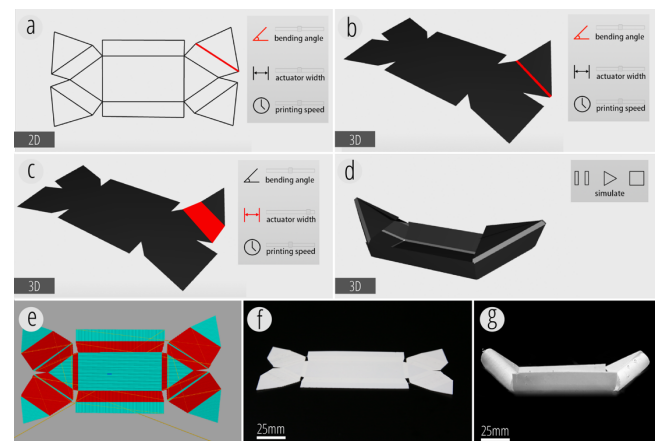 a
bending angle
actuator width
printing speed
2D
b
bending angle
actuator width
printing speed
3D
c
bending angle
actuator width
printing speed
3D
d
simulate
3D
e
f
25mm
g
25mm